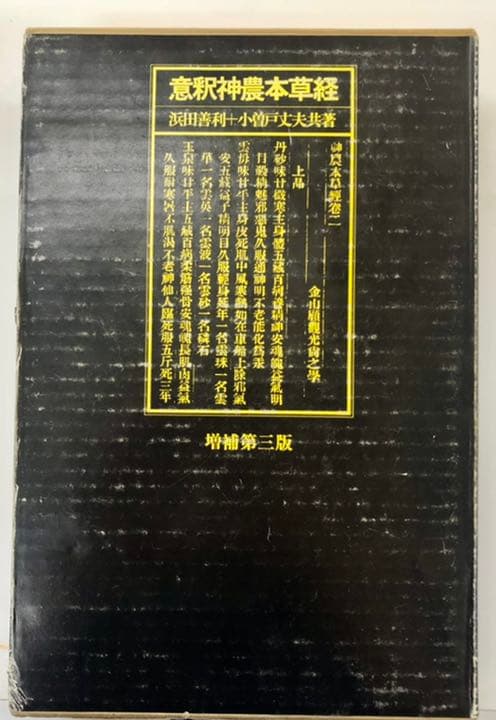 意釈神農本草経
浜田善利＋小曽戸丈夫共著
神農本草經卷二
金山顧觀光尙之學
上品
丹砂味甘微寒主身體五藏百病養精神安魂魄益氣明
目殺精魅邪惡鬼久服通神明不老能化爲汞
雲母味甘平主身皮死肌中風寒熱如在車船上除邪氣
安五藏益子精明目久服輕身延年一名雲珠一名雲
華一名雲英一名雲液一名雲砂一名磷石
玉泉味甘平主五藏百病柔筋強骨安魂魄長肌肉益氣
久服耐寒暑不飢渴不老神仙人臨死服五斤死三年
増補第三版